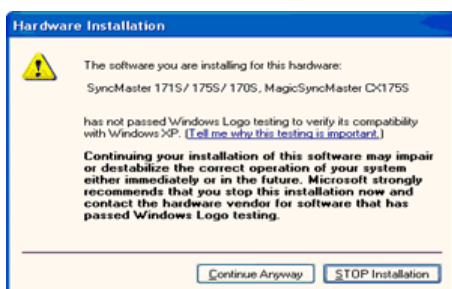 Hardware Installation
The software you are installing for this hardware:
SyncMaster 171S/ 175S/ 170S, MagicSyncMaster CX175S
has not passed Windows Logo testing to verify its compatibility
with Windows XP. (Tell me why this testing is important.)
Continuing your installation of this software may impair
or destabilize the correct operation of your system
either immediately or in the future. Microsoft strongly
recommends that you stop this installation now and
contact the hardware vendor for software that has
passed Windows Logo testing.
Continue Anyway STOP Installation